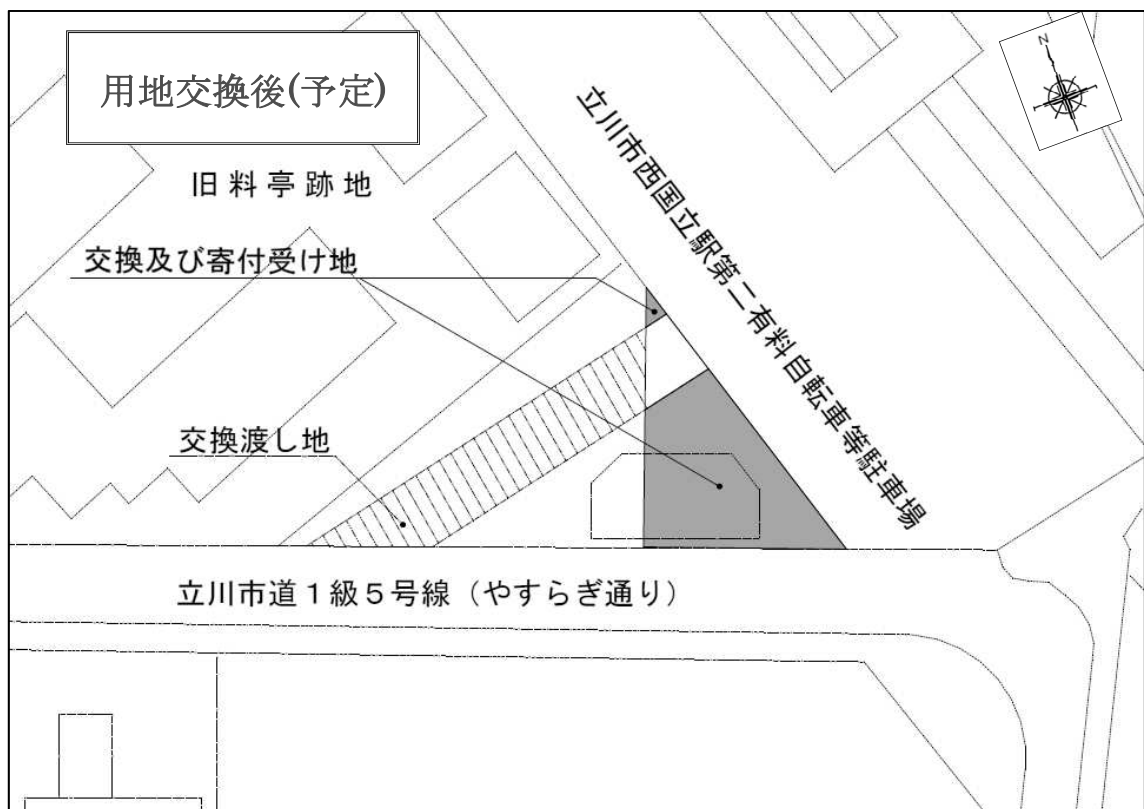 用地交換後(予定)
N
旧料亭跡地
立川市西国立駅第二有料自転車等駐車場
交換及び寄付受け地
交換渡し地
立川市道1級5号線（やすらぎ通り）